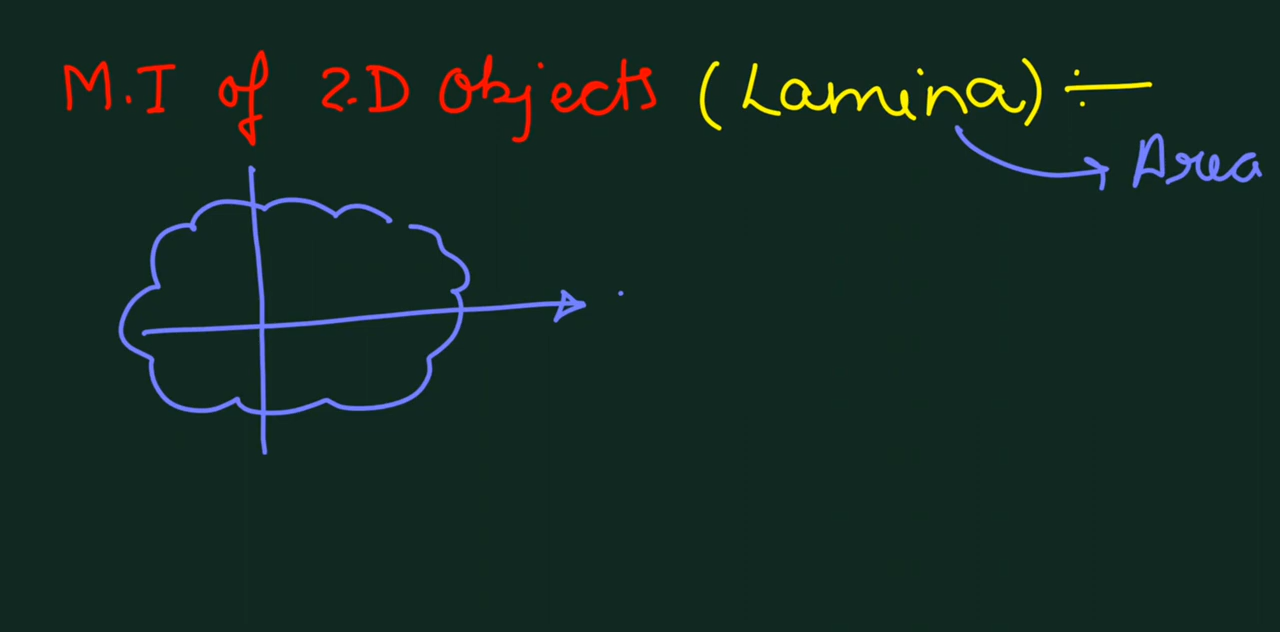 M.I of 2-D Objects (Lamina) :-
Area